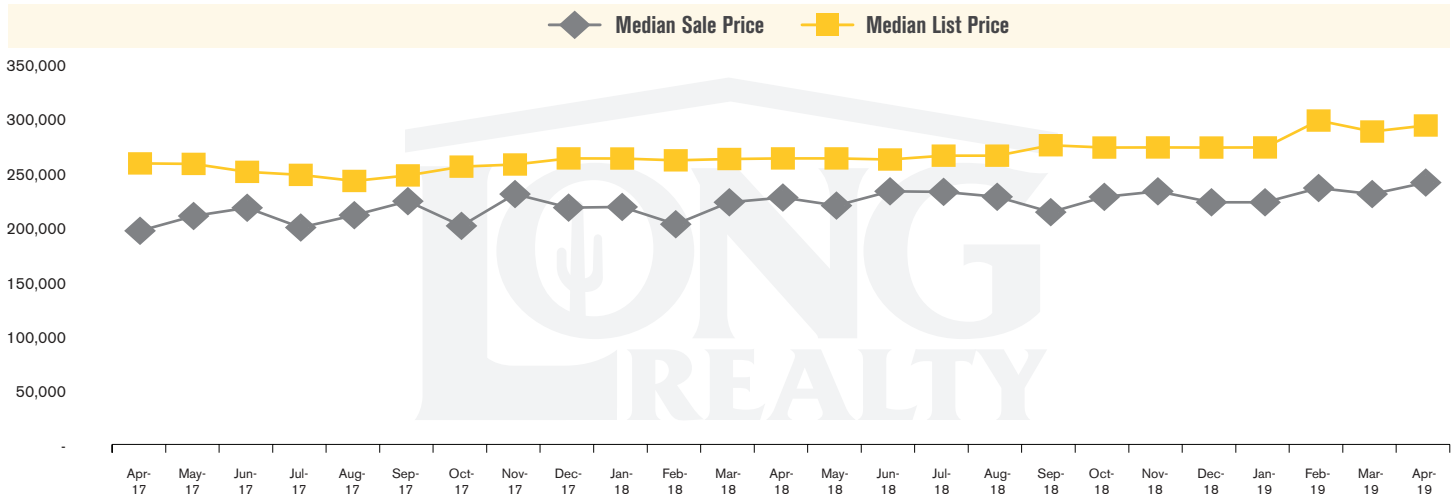 Median Sale Price Median List Price
350,000
300,000
250,000
200,000
150,000
100,000
50,000
-
Apr- May- Jun- Jul- Aug- Sep- Oct- Nov- Dec- Jan- Feb- Mar- Apr- May- Jun- Jul- Aug- Sep- Oct- Nov- Dec- Jan- Feb- Mar- Apr-
17 17 17 17 17 17 17 17 17 18 18 18 18 18 18 18 18 18 18 18 18 19 19 19 19
LONG
REALTY